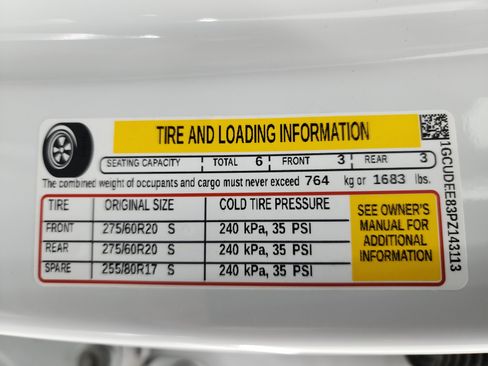 TIRE AND LOADING INFORMATION
SEATING CAPACITY TOTAL 6 FRONT 3 REAR 3
The combined weight of occupants and cargo must never exceed 764 kg or 1683 lbs.
TIRE ORIGINAL SIZE COLD TIRE PRESSURE
FRONT 275/60R20 S 240 kPa, 35 PSI
REAR 275/60R20 S 240 kPa, 35 PSI
SPARE 255/80R17 S 240 kPa, 35 PSI
SEE OWNER'S
MANUAL FOR
ADDITIONAL
INFORMATION
1GCUDEE83PZ143113